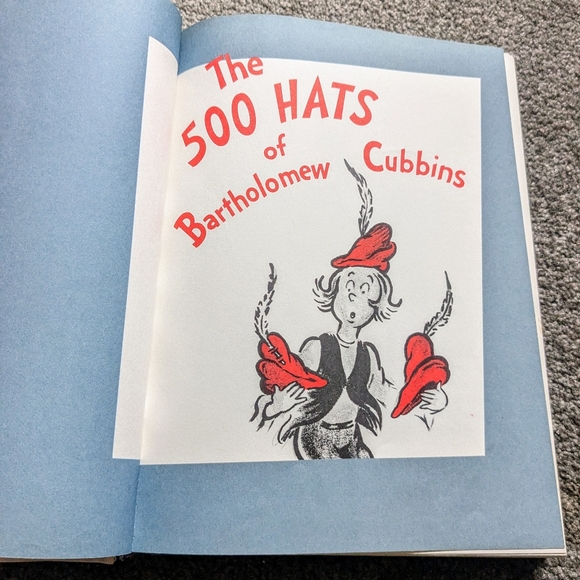 The
500 HATS
of
Bartholomew Cubbins